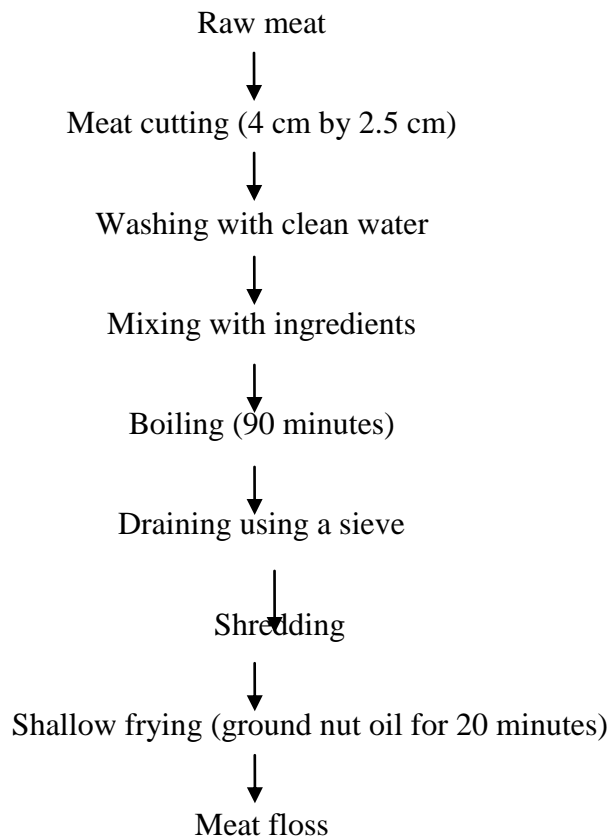 Raw meat
Meat cutting (4 cm by 2.5 cm)
Washing with clean water
Mixing with ingredients
Boiling (90 minutes)
Draining using a sieve
Shredding
Shallow frying (ground nut oil for 20 minutes)
Meat floss